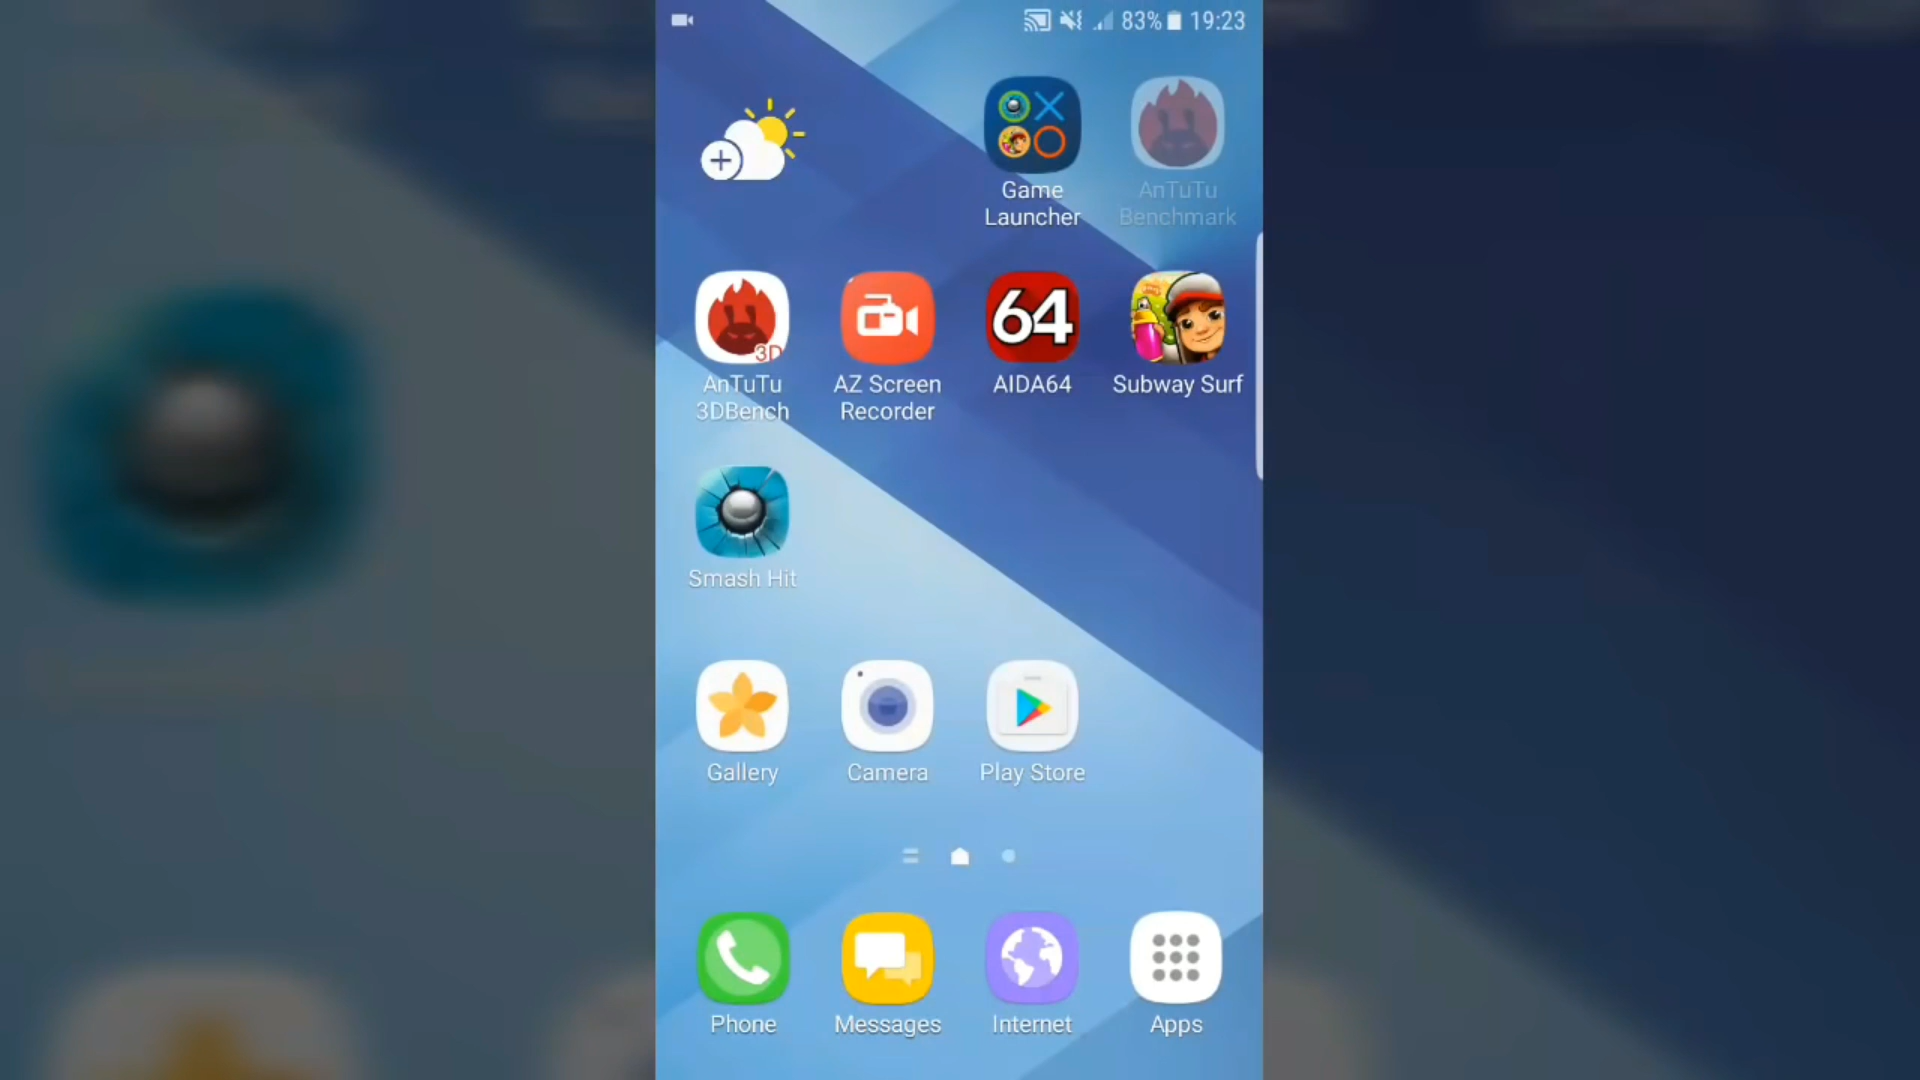 83% 19:23
Game
Launcher
AnTuTu
Benchmark
64
3D
AnTuTu
3DBench
AZ Screen
Recorder
AIDA64
Subway Surf
Smash Hit
Gallery
Camera
Play Store
Phone
Messages
Internet
Apps